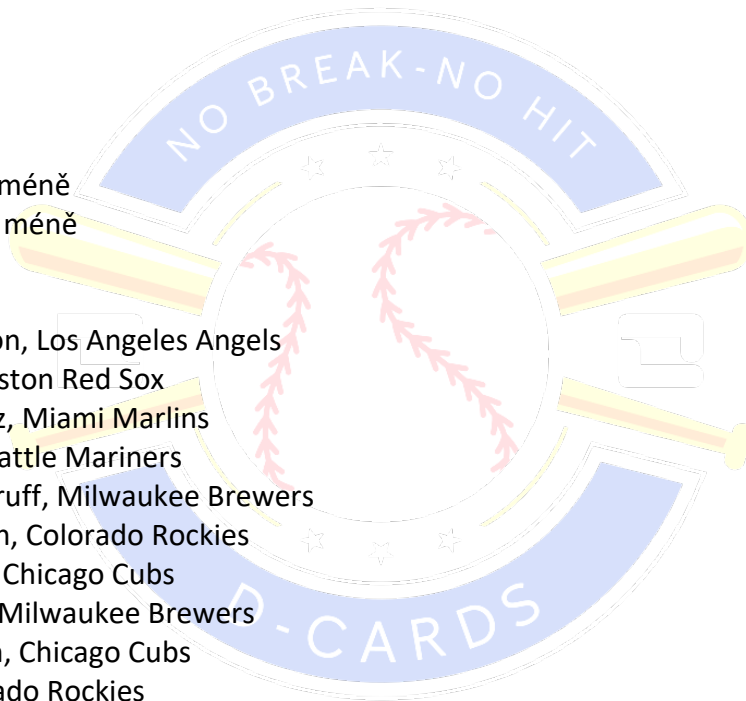 NO BREAK-NO HIT
méně
méně
on, Los Angeles Angels
ston Red Sox
z, Miami Marlins
attle Mariners
ruff, Milwaukee Brewers
n, Colorado Rockies
Chicago Cubs
Milwaukee Brewers
, Chicago Cubs
ado Rockies
D-CARDS